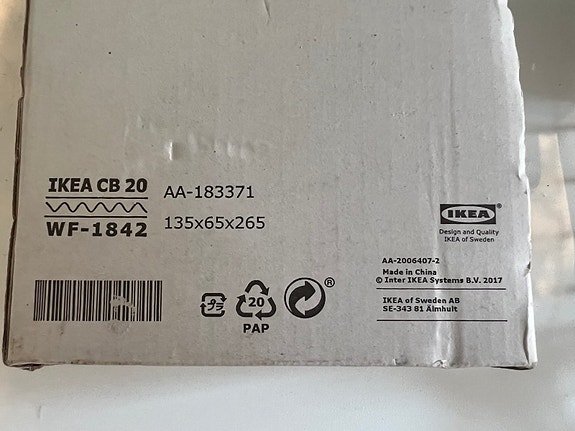 IKEA CB 20
WF-1842
AA-183371
135x65x265
20
PAP
®
IKEA®
Design and Quality
IKEA of Sweden
AA-2006407-2
Made in China
© Inter IKEA Systems B.V. 2017
IKEA of Sweden AB
SE-343 81 Älmhult